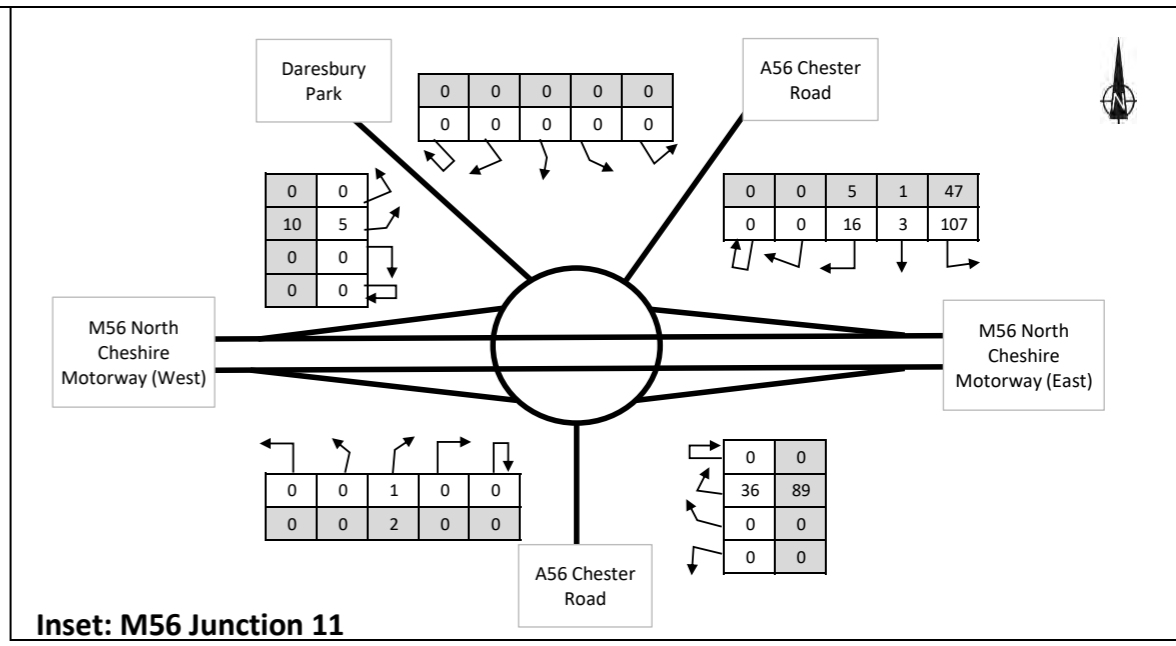 Daresbury
Park
A56 Chester
Road
N
0 0 0 0 0
0 0 0 0 0
0 0
10 5
0 0
0 0
0 0 5 1 47
0 0 16 3 107
M56 North
Cheshire
Motorway (West)
M56 North
Cheshire
Motorway (East)
0 0 1 0 0
0 0 2 0 0
0 0
36 89
0 0
0 0
A56 Chester
Road
Inset: M56 Junction 11